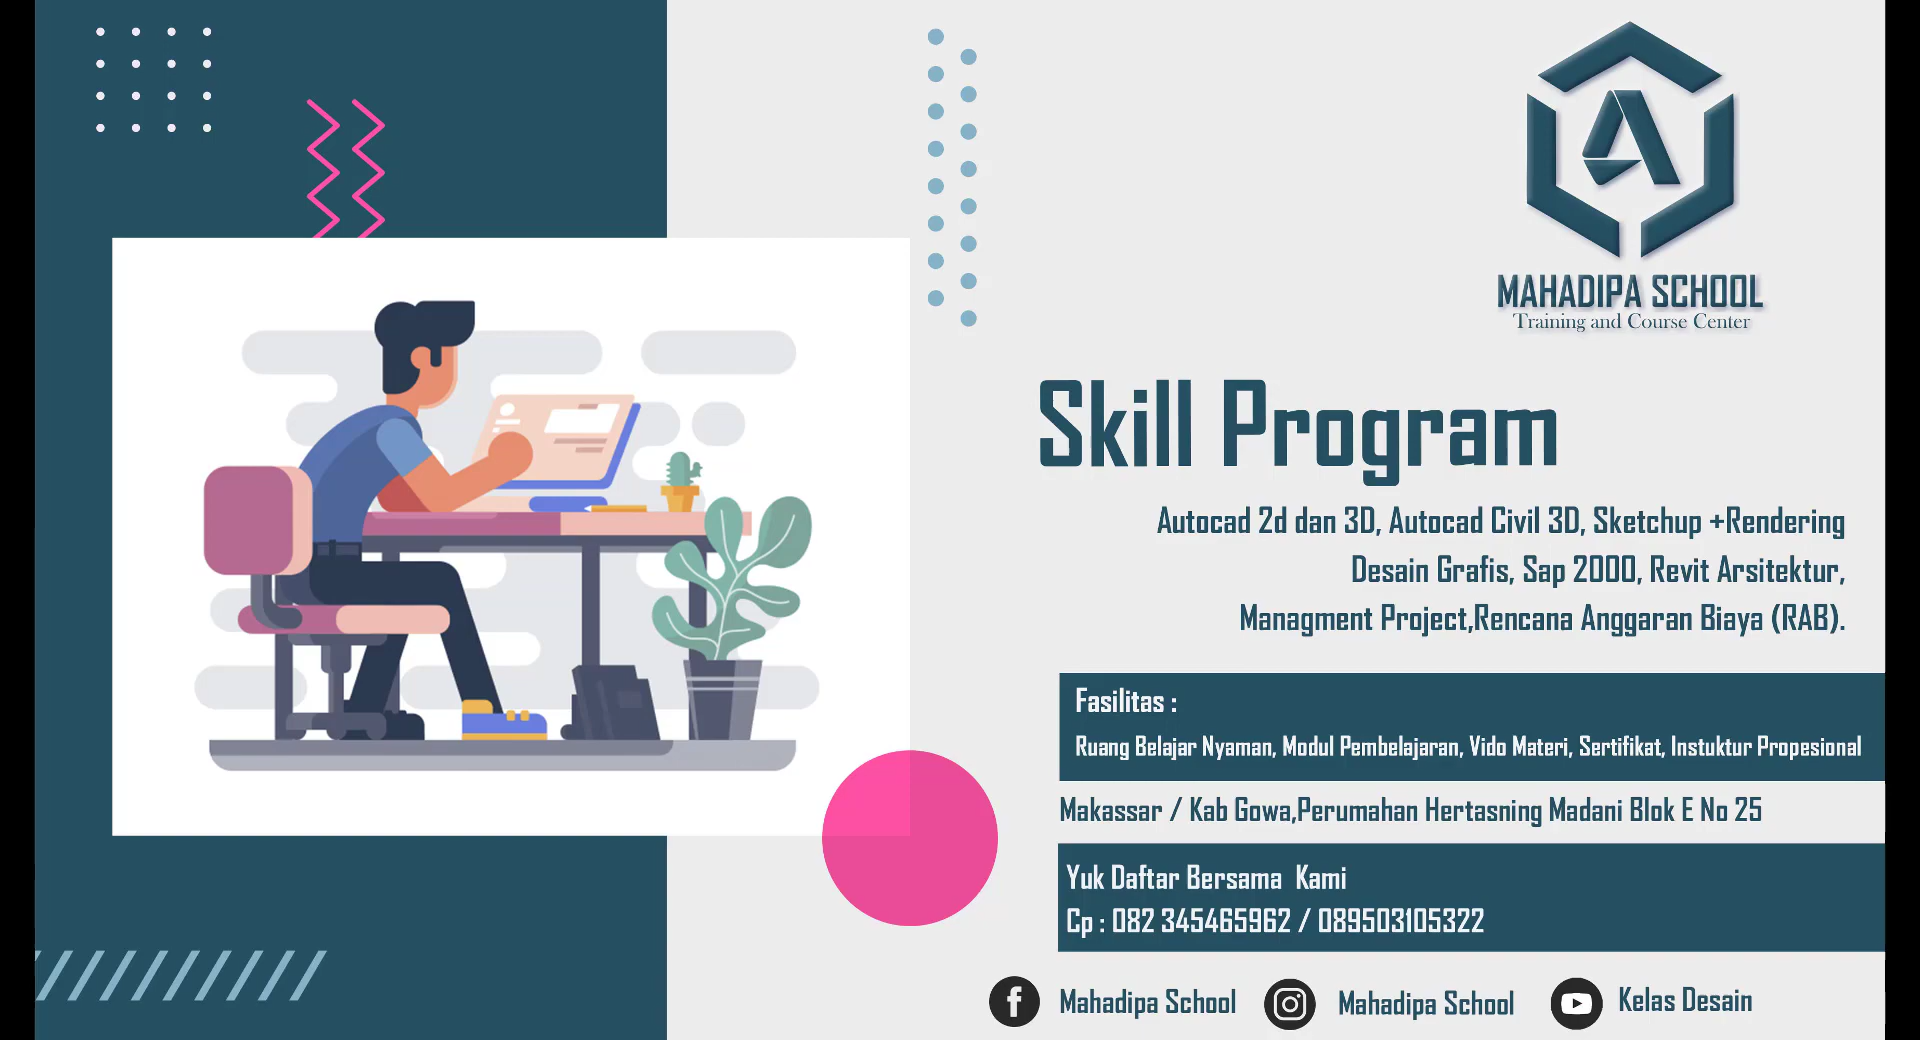 MAHADIPA SCHOOL
Training and Course Center
Skill Program
Autocad 2d dan 3D, Autocad Civil 3D, Sketchup +Rendering
Desain Grafis, Sap 2000, Revit Arsitektur,
Managment Project,Rencana Anggaran Biaya (RAB).
Fasilitas :
Ruang Belajar Nyaman, Modul Pembelajaran, Vido Materi, Sertifikat, Instuktur Propesional
Makassar / Kab Gowa,Perumahan Hertasning Madani Blok E No 25
Yuk Daftar Bersama Kami
Cp : 082 345465962 / 089503105322
Mahadipa School
Mahadipa School
Kelas Desain